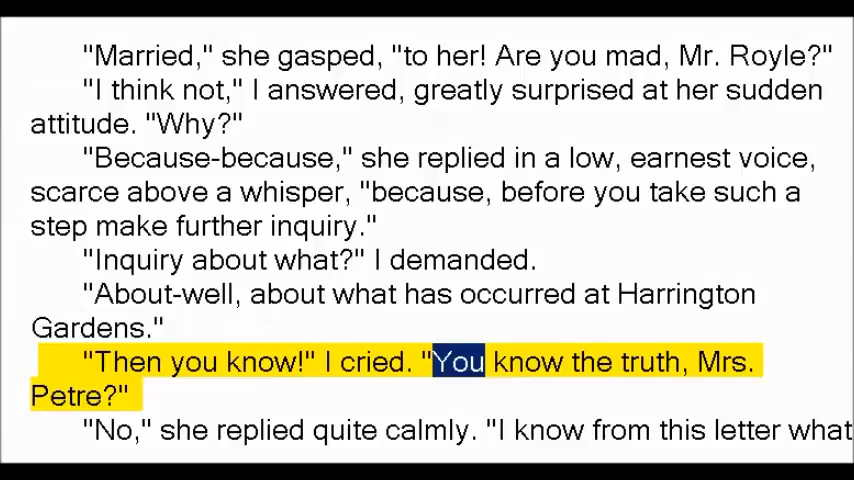 "Married," she gasped, "to her! Are you mad, Mr. Royle?"
"I think not," I answered, greatly surprised at her sudden
attitude. "Why?"
"Because-because," she replied in a low, earnest voice,
scarce above a whisper, "because, before you take such a
step make further inquiry."
"Inquiry about what?" I demanded.
"About-well, about what has occurred at Harrington
Gardens."
"Then you know!" I cried. "You know the truth, Mrs.
Petre?"
"No," she replied quite calmly. "I know from this letter what